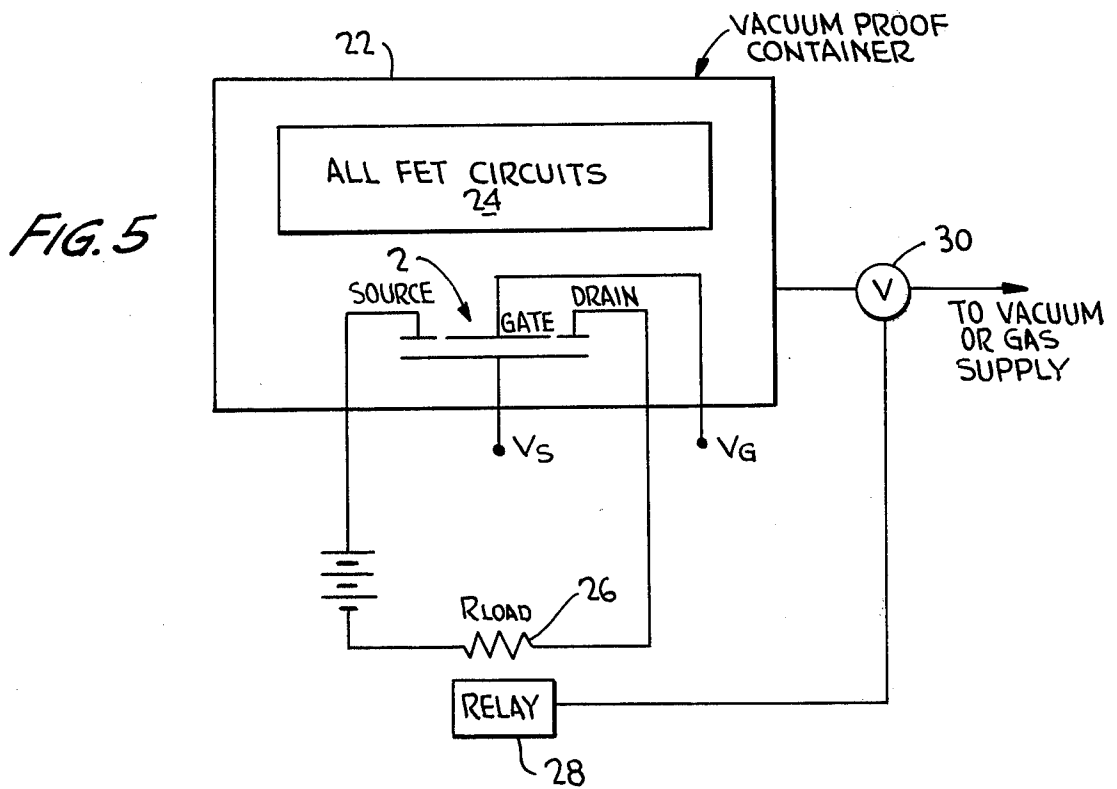 VACUUM PROOF
CONTAINER
22
ALL FET CIRCUITS
24
FIG. 5
30
2
SOURCE
GATE
DRAIN
V
TO VACUUM
OR GAS
SUPPLY
VS
VG
RLOAD
26
RELAY
28